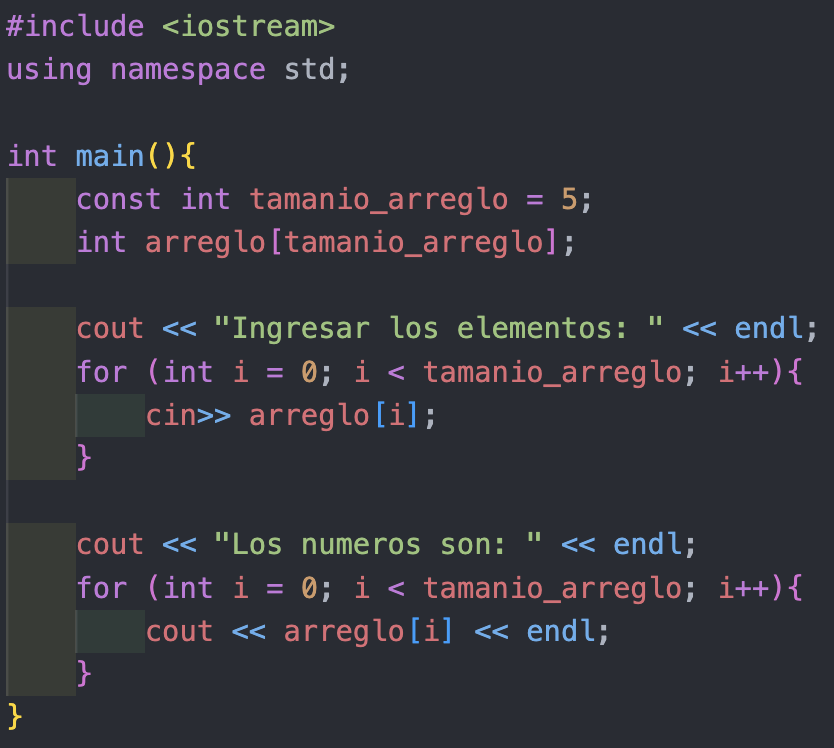 #include <iostream>
using namespace std;

int main(){
    const int tamanio_arreglo = 5;
    int arreglo[tamanio_arreglo];

    cout << "Ingresar los elementos: " << endl;
    for (int i = 0; i < tamanio_arreglo; i++){
        cin>> arreglo[i];
    }

    cout << "Los numeros son: " << endl;
    for (int i = 0; i < tamanio_arreglo; i++){
        cout << arreglo[i] << endl;
    }
}